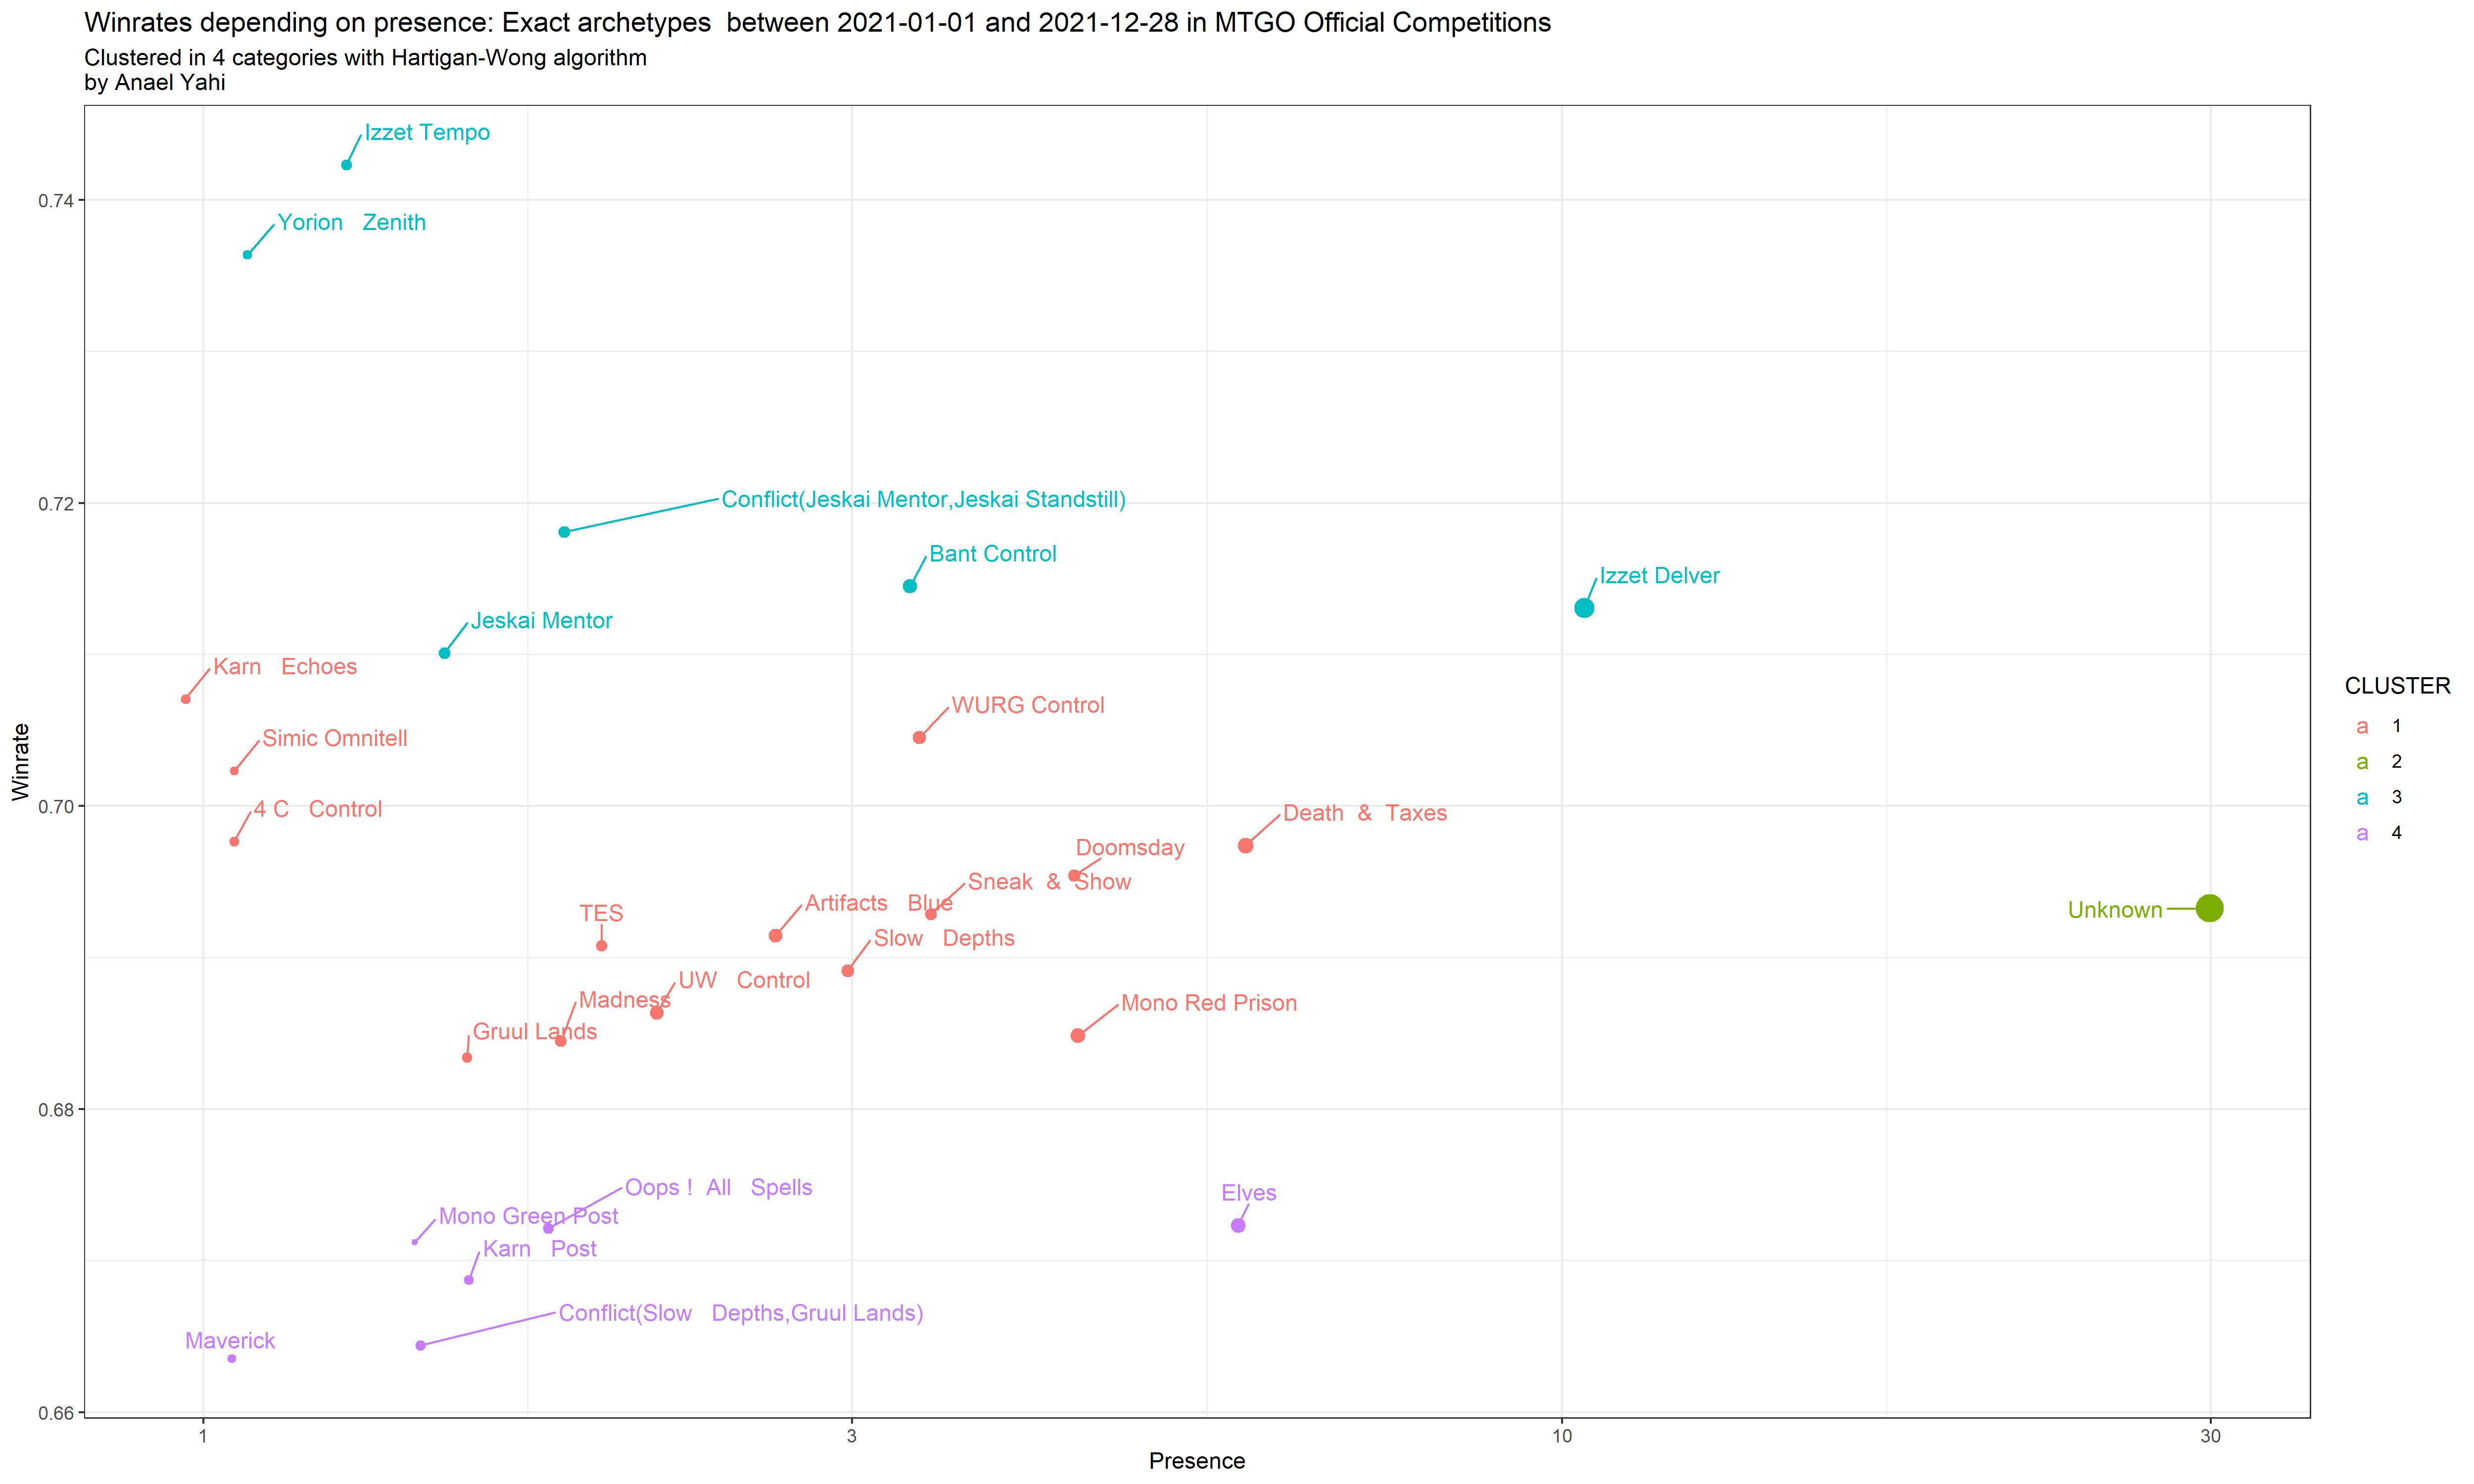 Winrates depending on presence: Exact archetypes  between 2021-01-01 and 2021-12-28 in MTGO Official Competitions
Clustered in 4 categories with Hartigan-Wong algorithm
by Anael Yahi
Izzet Tempo
0.74
Yorion   Zenith
0.72
Conflict(Jeskai Mentor,Jeskai Standstill)
Bant Control
Izzet Delver
Jeskai Mentor
Karn   Echoes
WURG Control
Simic Omnitell
0.70
4 C   Control
Death  &  Taxes
Doomsday
Sneak  &  Show
Artifacts   Blue
TES
Unknown
Slow   Depths
UW   Control
Madness
Mono Red Prison
Gruul Lands
0.68
Oops !  All   Spells
Elves
Mono Green Post
Karn   Post
Conflict(Slow   Depths,Gruul Lands)
Maverick
0.66
1
3
10
30
Presence
Winrate
CLUSTER
a 1
a 2
a 3
a 4